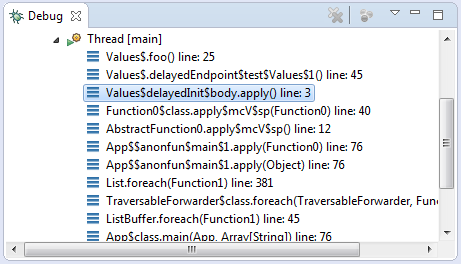 Debug
Thread [main]
Values$.foo() line: 25
Values$.delayedEndpoint$test$Values$1() line: 45
Values$delayedInit$body.apply() line: 3
Function0$class.apply$mcV$sp(Function0) line: 40
AbstractFunction0.apply$mcV$sp() line: 12
App$$anonfun$main$1.apply(Function0) line: 76
App$$anonfun$main$1.apply(Object) line: 76
List.foreach(Function1) line: 381
TraversableForwarder$class.foreach(TraversableForwarder, Func
ListBuffer.foreach(Function1) line: 45
App$class.main(App, Array[String]) line: 76